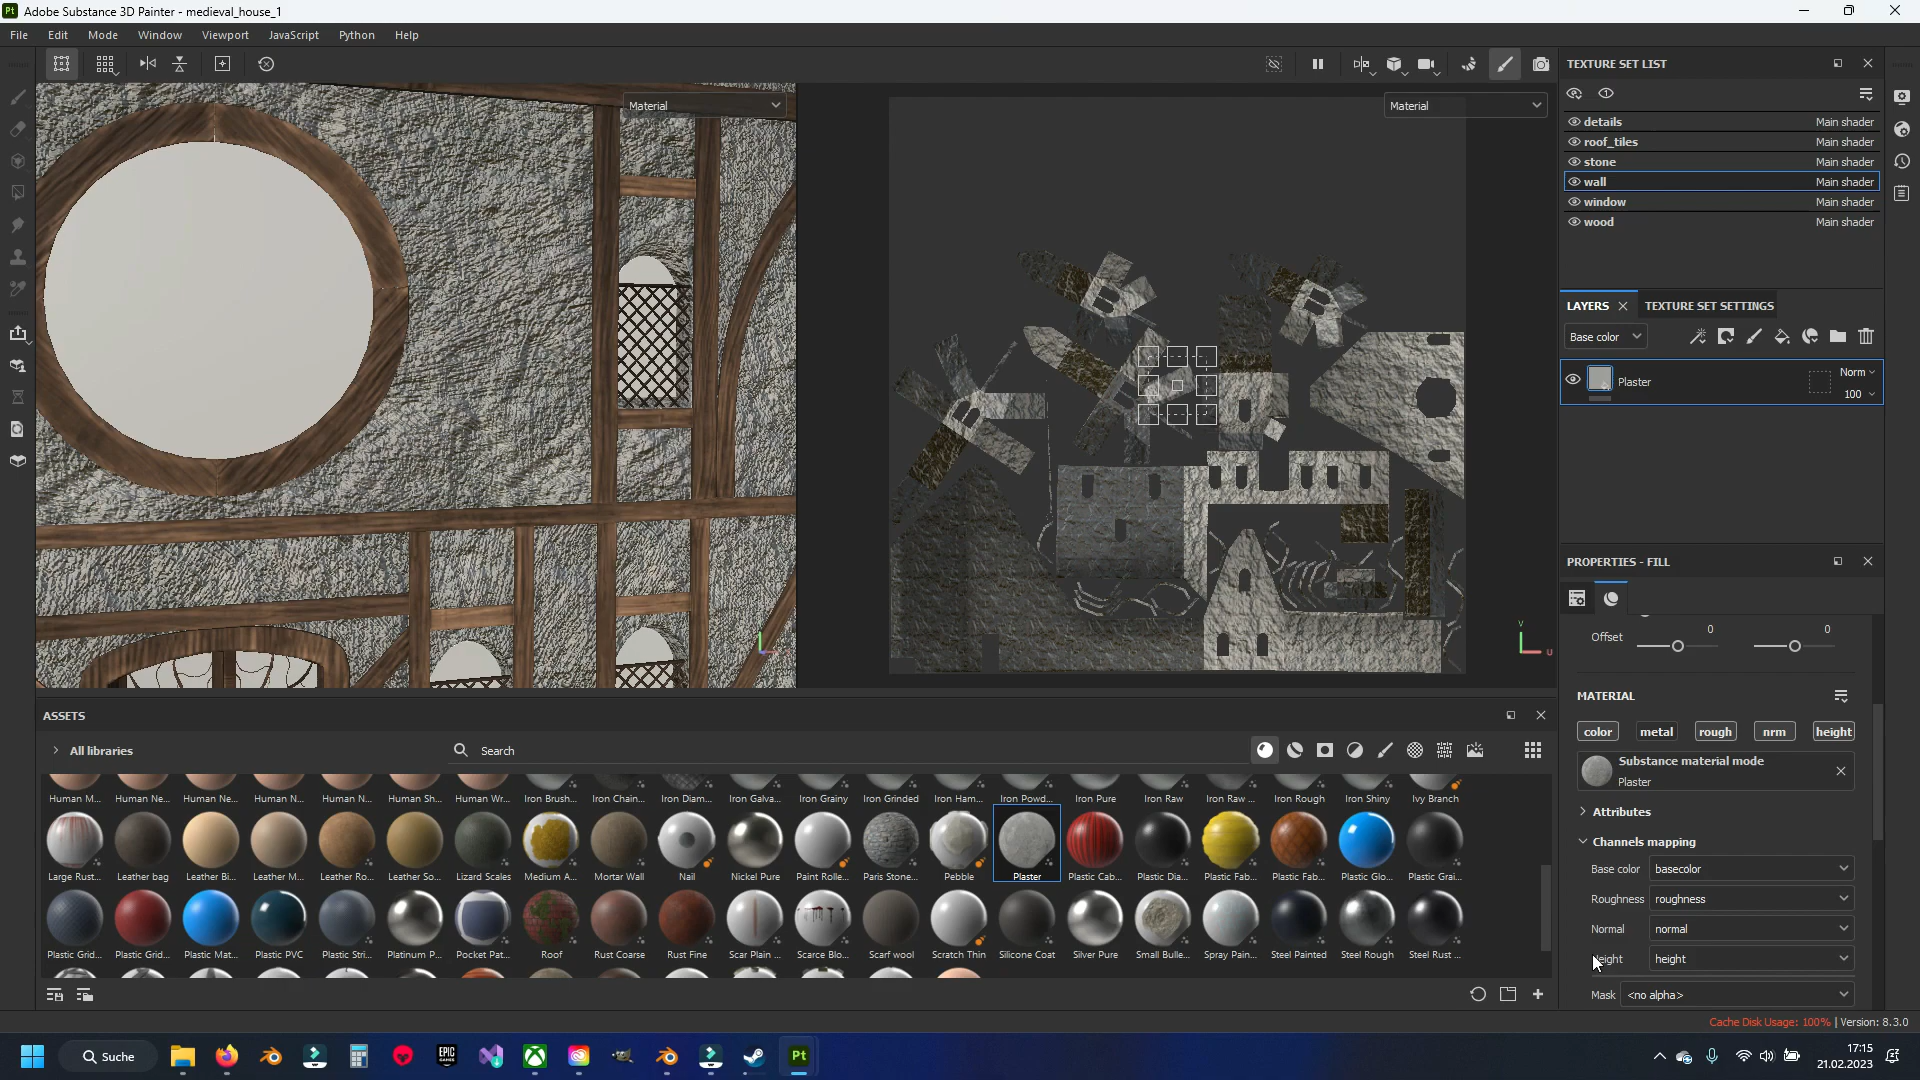 Adobe Substance 3D Painter - medieval_house_1
File Edit Mode Window Viewport JavaScript Python Help
Material
Material
TEXTURE SET LIST
details Main shader
roof_tiles Main shader
stone Main shader
wall Main shader
window Main shader
wood Main shader
LAYERS TEXTURE SET SETTINGS
Base color
Plaster Norm
100
PROPERTIES - FILL
Offset 0 0
MATERIAL
color metal rough nrm height
Substance material mode
Plaster
Attributes
Channels mapping
Base color basecolor
Roughness roughness
Normal normal
height
Mask <no alpha>
V
U
ASSETS
All libraries Search
Human M... Human Ne... Human Ne... Human N... Human N... Human Sh... Human Wr... Iron Brush... Iron Chain... Iron Diam... Iron Galva... Iron Grainy Iron Grinded Iron Ham... Iron Powd... Iron Pure Iron Raw Iron Raw ... Iron Rough Iron Shiny Ivy Branch
Large Rust... Leather bag Leather Bi... Leather M... Leather Ro... Leather So... Lizard Scales Medium A... Mortar Wall Nail Nickel Pure Paint Rolle... Paris Stone... Pebble Plaster Plastic Cab... Plastic Dia... Plastic Fab... Plastic Fab... Plastic Glo... Plastic Grai...
Plastic Grid... Plastic Grid... Plastic Mat... Plastic PVC Plastic Stri... Platinum P... Pocket Pat... Roof Rust Coarse Rust Fine Scar Plain ... Scarce Blo... Scarf wool Scratch Thin Silicone Coat Silver Pure Small Bulle... Spray Pain... Steel Painted Steel Rough Steel Rust ...
Cache Disk Usage: 100% | Version: 8.3.0
Suche
EPIC GAMES
Pt
17:15
21.02.2023